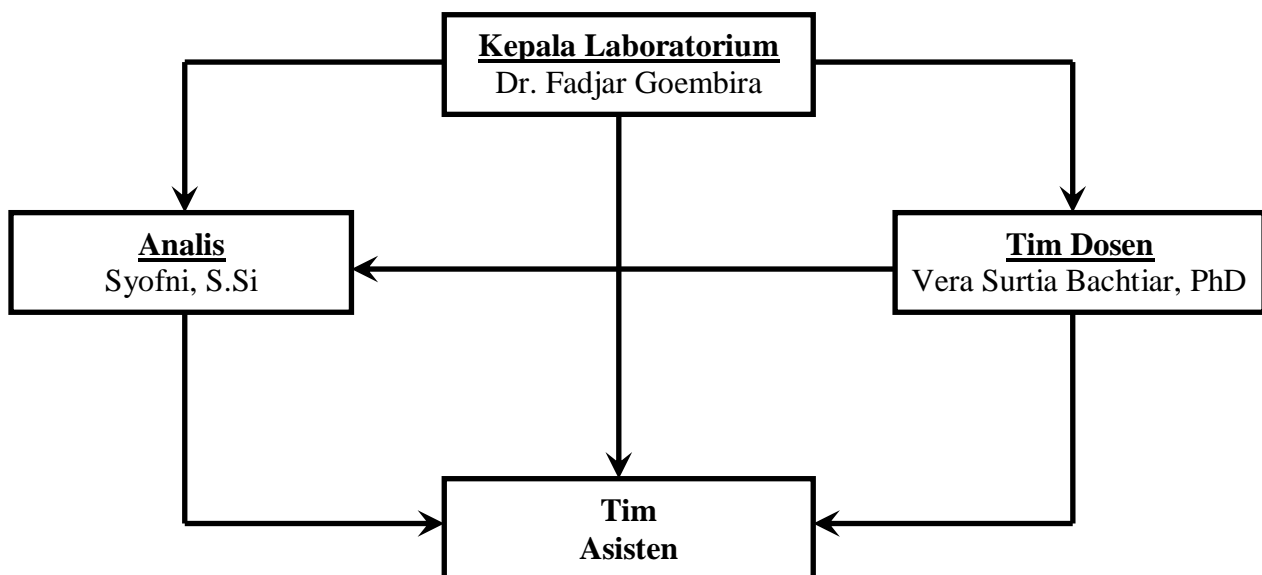 Kepala Laboratorium
Dr. Fadjar Goembira
Analis
Syofni, S.Si
Tim Dosen
Vera Surtia Bachtiar, PhD
Tim
Asisten